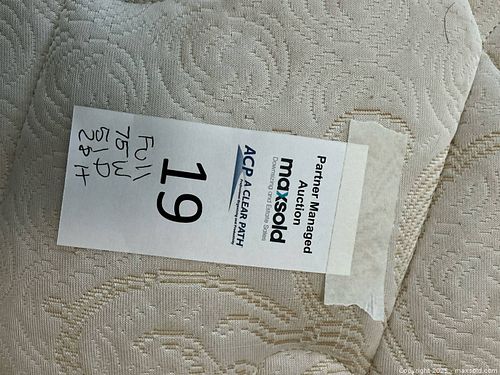 Partner Managed
Auction
maxsold
Downsizing and Estate Sales
ACP A CLEAR PATH
19
Full
75 W
51 D
28 H
Copyright 2025 - maxsold.com